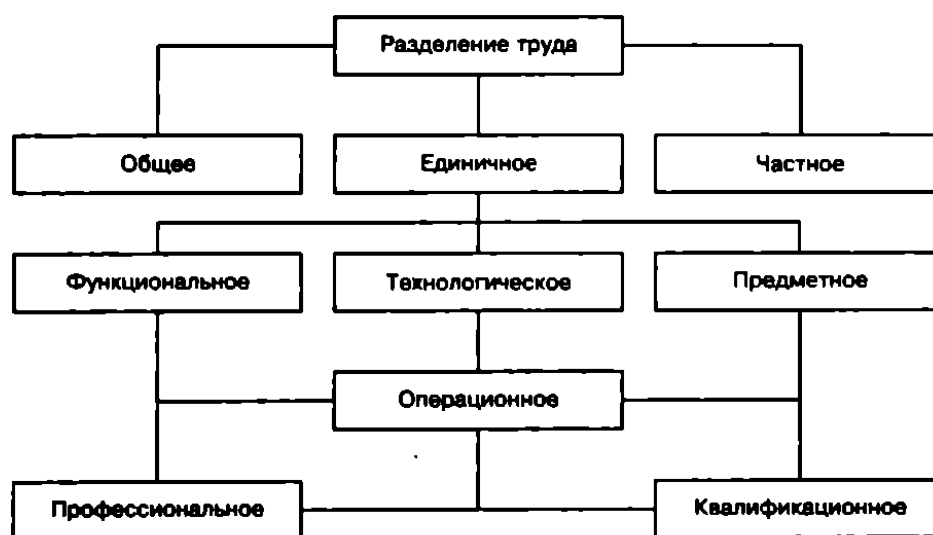 Разделение труда
Общее
Единичное
Частное
Функциональное
Технологическое
Предметное
Операционное
Профессиональное
Квалификационное